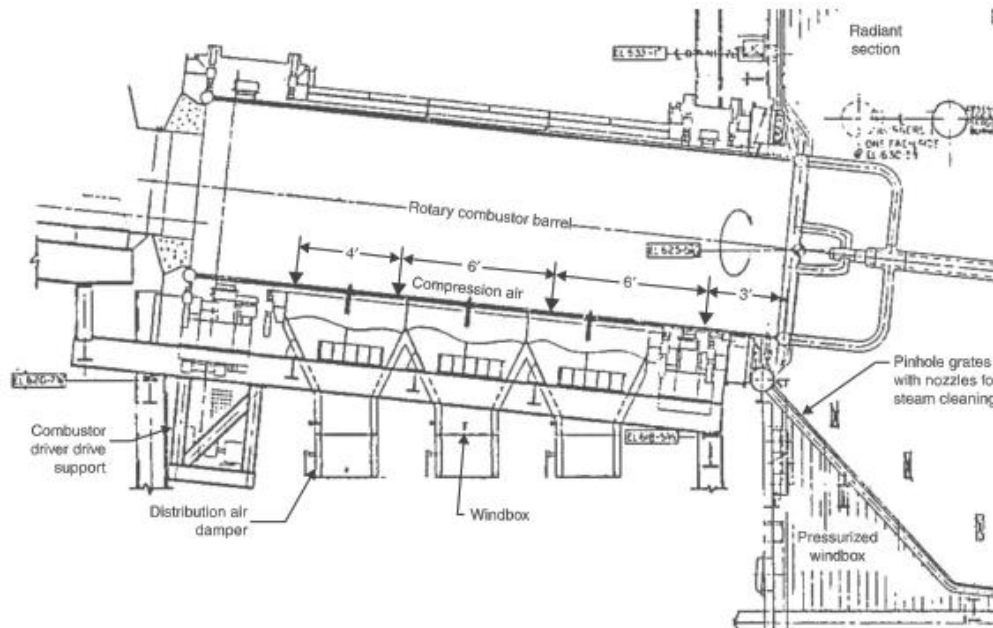 Radiant
section
Rotary combustor barrel
4′
6′
6′
3′
Compression air
Pinhole grates
with nozzles fo
steam cleaning
Combustor
driver drive
support
Distribution air
damper
Windbox
Pressurized
windbox